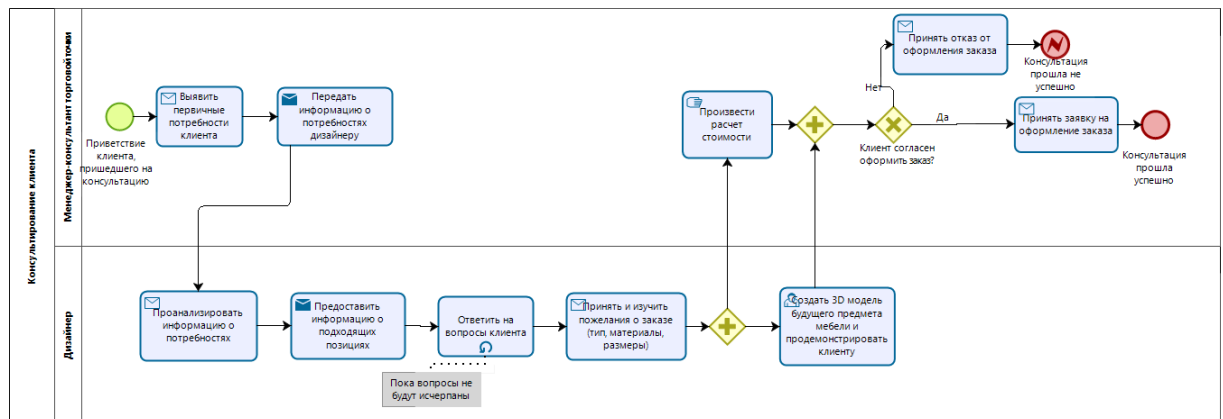 Консультирование клиента
Менеджер-консультант торговой точки
Приветствие
клиента,
пришедшего на
консультацию
Выявить
первичные
потребности
клиента
Передать
информацию о
потребностях
дизайнеру
Произвести
расчет
стоимости
Клиент согласен
оформить заказ?
Нет
Принять отказ от
оформления заказа
Консультация
прошла не
успешно
Да
Принять заявку на
оформление заказа
Консультация
прошла
успешно
Дизайнер
Проанализировать
информацию о
потребностях
Предоставить
информацию о
подходящих
позициях
Ответить на
вопросы клиента
Пока вопросы не
будут исчерпаны
Принять и изучить
пожелания о заказе
(тип, материалы,
размеры)
Создать 3D модель
будущего предмета
мебели и
продемонстрировать
клиенту